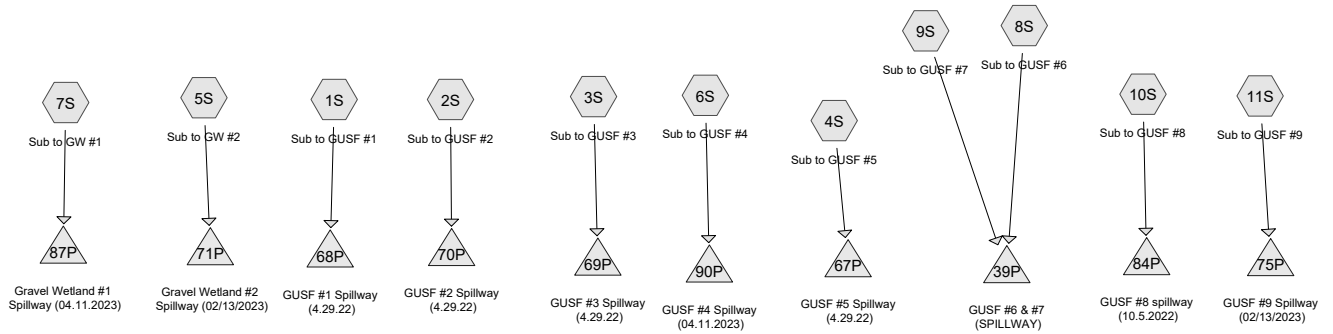 9S
8S
Sub to GUSF #7
Sub to GUSF #6
7S
5S
1S
2S
3S
6S
4S
10S
11S
Sub to GW #1
Sub to GW #2
Sub to GUSF #1
Sub to GUSF #2
Sub to GUSF #3
Sub to GUSF #4
Sub to GUSF #5
Sub to GUSF #8
Sub to GUSF #9
87P
71P
68P
70P
69P
90P
67P
39P
84P
75P
Gravel Wetland #1
Spillway (04.11.2023)
Gravel Wetland #2
Spillway (02/13/2023)
GUSF #1 Spillway
(4.29.22)
GUSF #2 Spillway
(4.29.22)
GUSF #3 Spillway
(4.29.22)
GUSF #4 Spillway
(04.11.2023)
GUSF #5 Spillway
(4.29.22)
GUSF #6 & #7
(SPILLWAY)
GUSF #8 spillway
(10.5.2022)
GUSF #9 Spillway
(02/13/2023)